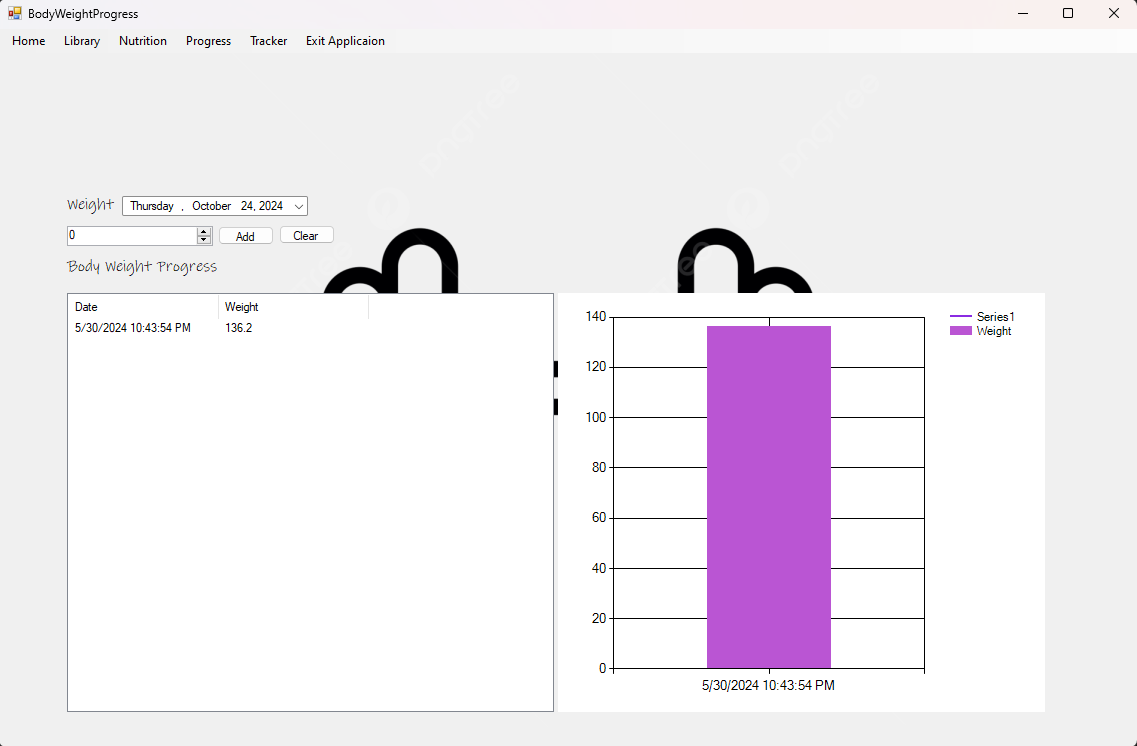 BodyWeightProgress
Home Library Nutrition Progress Tracker Exit Applicaion
Weight Thursday , October 24, 2024
0 Add Clear
Body Weight Progress
Date Weight
5/30/2024 10:43:54 PM 136.2
140
120
100
80
60
40
20
0
5/30/2024 10:43:54 PM
Series1
Weight